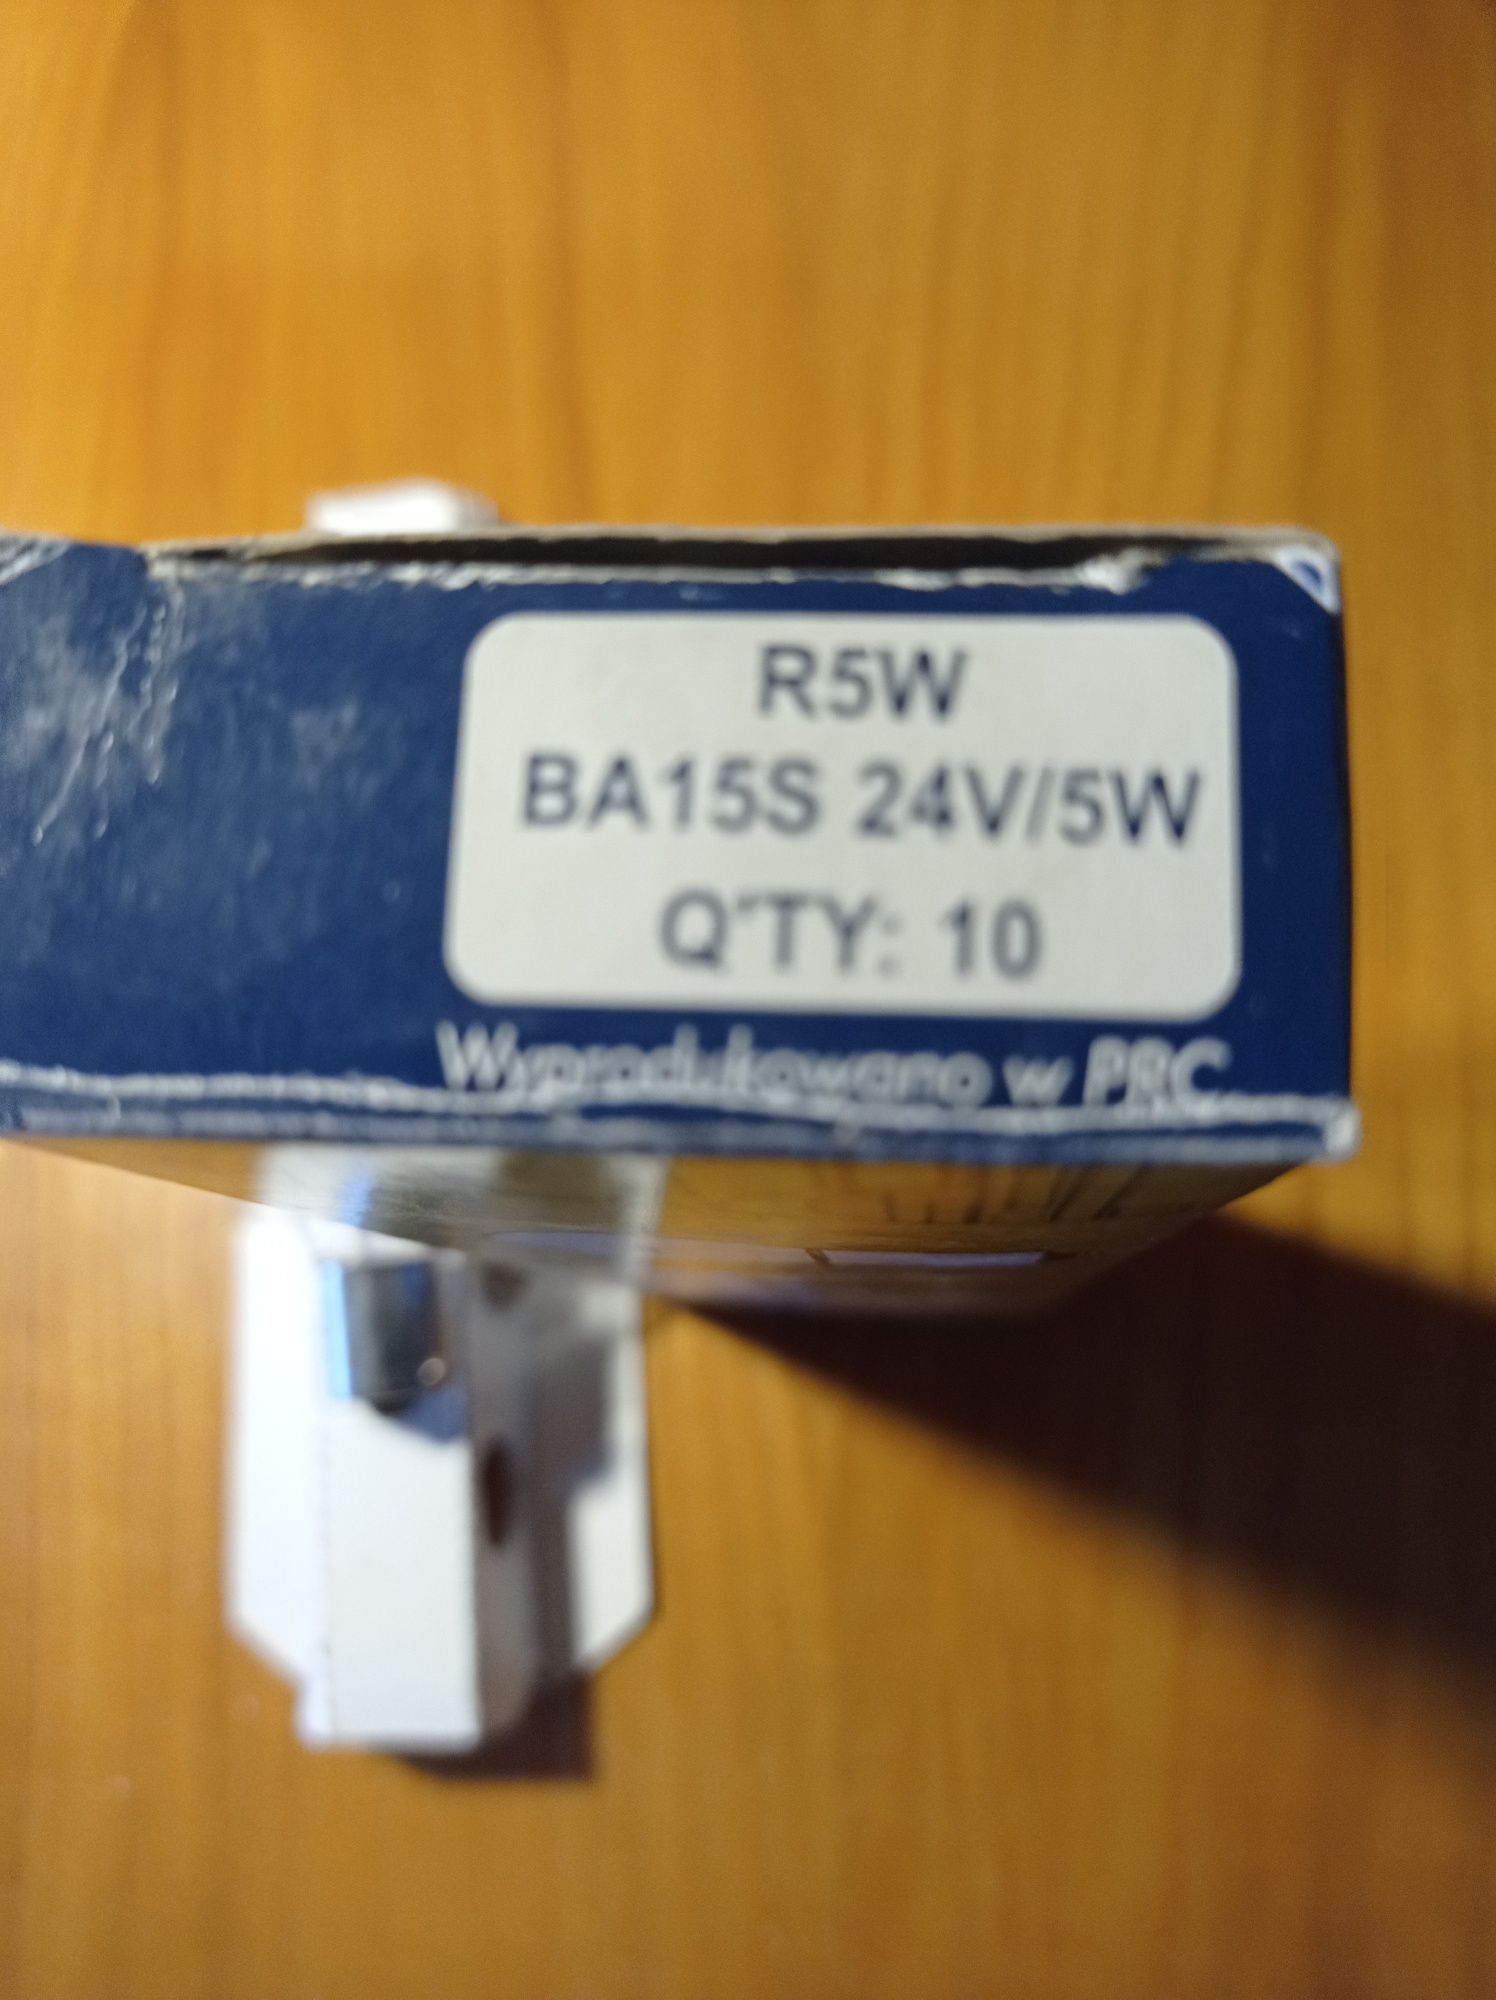 R5W
BA15S 24V/5W
Q'TY: 10
Wyprodukowano w PRC